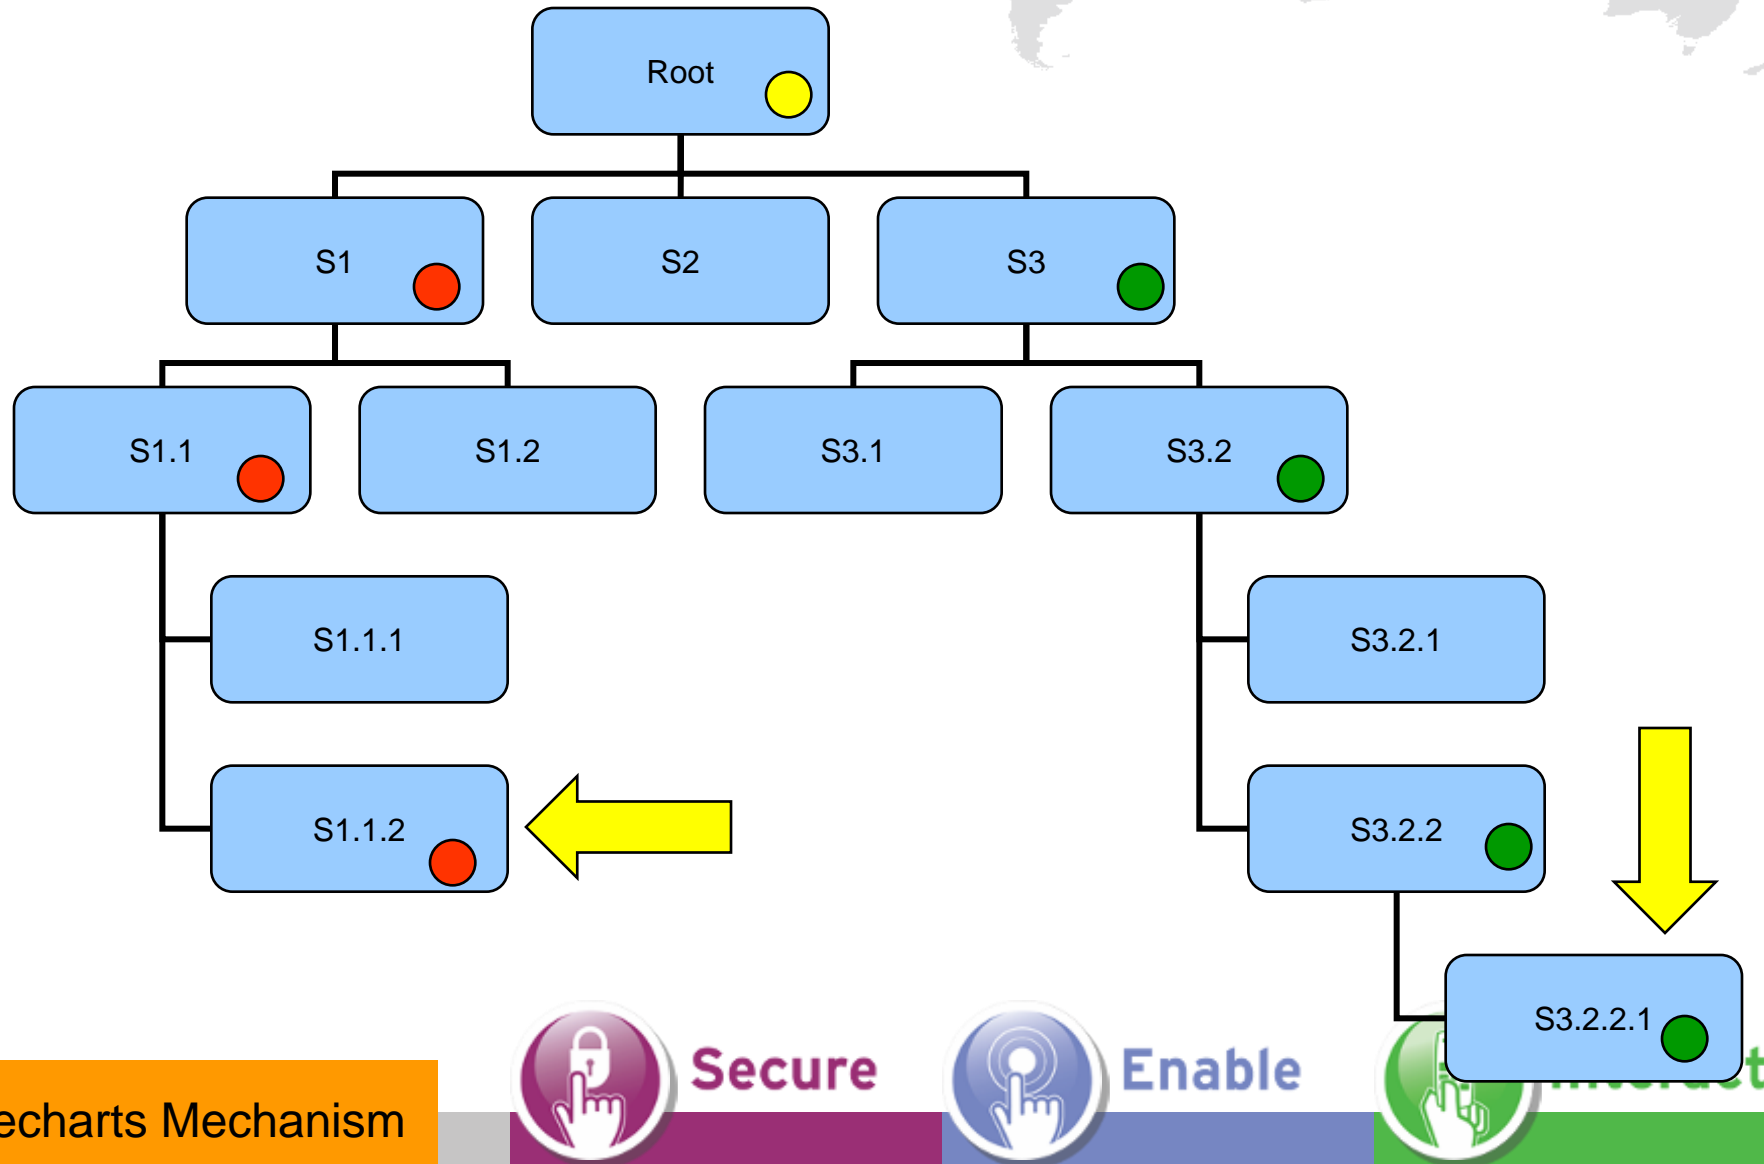 Root
S1
S2
S3
S1.1
S1.2
S3.1
S3.2
S1.1.1
S3.2.1
S1.1.2
S3.2.2
S3.2.2.1
Secure
Enable
echarts Mechanism